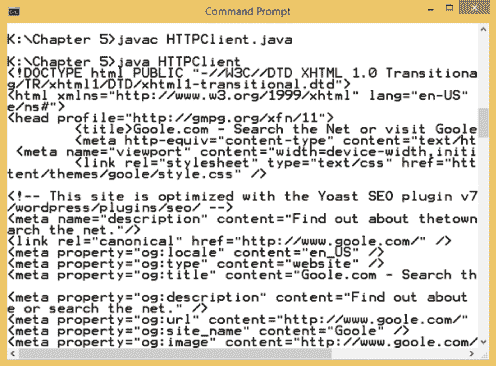 Command Prompt
K:\Chapter 5>javac HTTPClient.java
K:\Chapter 5>java HTTPClient
<!DOCTYPE html PUBLIC "-//W3C//DTD XHTML 1.0 Transitiona
g/TR/xhtml1/DTD/xhtml1-transitional.dtd">
<html xmlns="http://www.w3.org/1999/xhtml" lang="en-US"
e/ns#">
<head profile="http://gmpg.org/xfn/11">
<title>Goole.com - Search the Net or visit Goole
<meta http-equiv="content-type" content="text/ht
<meta name="viewport" content="width=device-width,initi
<link rel="stylesheet" type="text/css" href="htt
tent/themes/goole/style.css" />
<!-- This site is optimized with the Yoast SEO plugin v7
/wordpress/plugins/seo/ -->
<meta name="description" content="Find out about thetown
arch the net."/>
<link rel="canonical" href="http://www.goole.com/" />
<meta property="og:locale" content="en_US" />
<meta property="og:type" content="website" />
<meta property="og:title" content="Goole.com - Search th
<meta property="og:description" content="Find out about
e or search the net." />
<meta property="og:url" content="http://www.goole.com/"
<meta property="og:site_name" content="Goole" />
<meta property="og:image" content="http://www.goole.com/